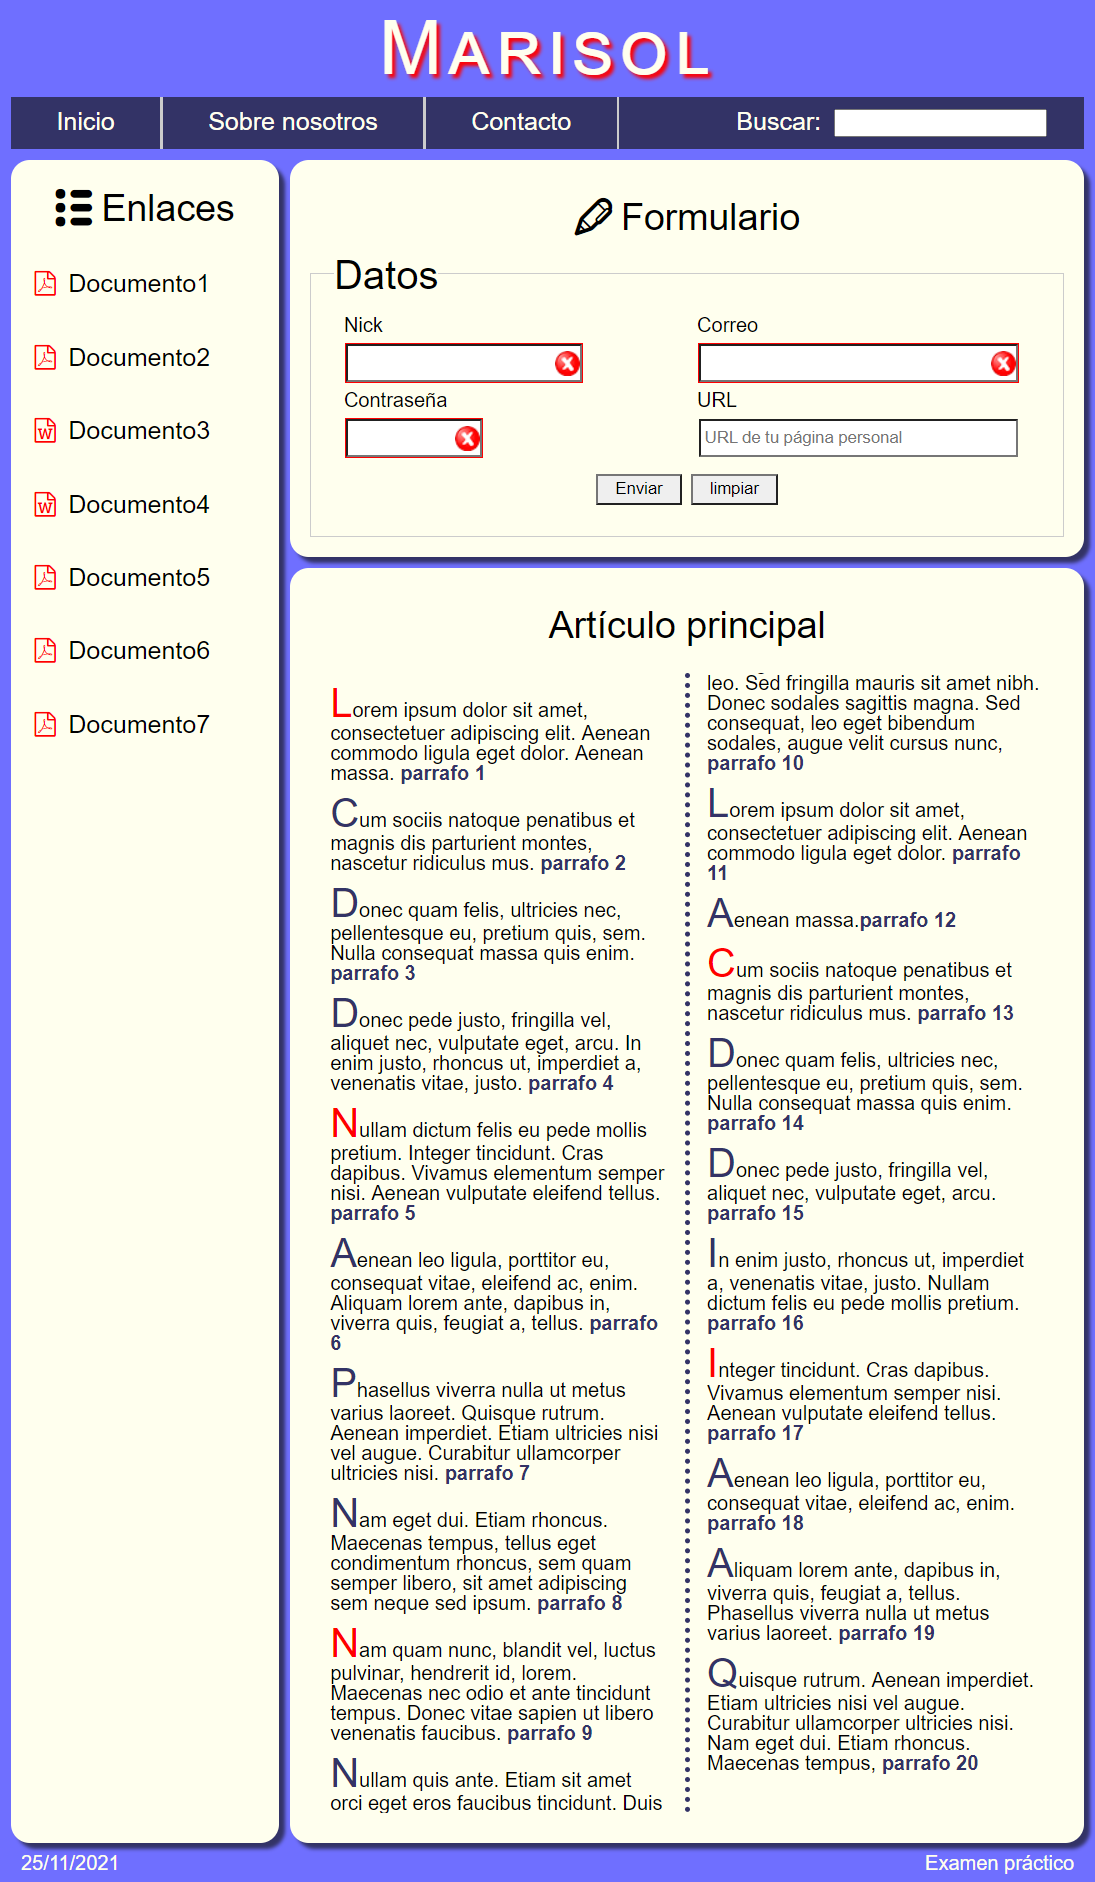 Marisol
Inicio
Sobre nosotros
Contacto
Buscar:
Enlaces
Documento1
Documento2
Documento3
Documento4
Documento5
Documento6
Documento7
Formulario
Datos
Nick
Correo
Contraseña
URL
URL de tu página personal
Enviar
limpiar
Artículo principal
Lorem ipsum dolor sit amet,
consectetuer adipiscing elit. Aenean
commodo ligula eget dolor. Aenean
massa. parrafo 1
Cum sociis natoque penatibus et
magnis dis parturient montes,
nascetur ridiculus mus. parrafo 2
Donec quam felis, ultricies nec,
pellentesque eu, pretium quis, sem.
Nulla consequat massa quis enim.
parrafo 3
Donec pede justo, fringilla vel,
aliquet nec, vulputate eget, arcu. In
enim justo, rhoncus ut, imperdiet a,
venenatis vitae, justo. parrafo 4
Nullam dictum felis eu pede mollis
pretium. Integer tincidunt. Cras
dapibus. Vivamus elementum semper
nisi. Aenean vulputate eleifend tellus.
parrafo 5
Aenean leo ligula, porttitor eu,
consequat vitae, eleifend ac, enim.
Aliquam lorem ante, dapibus in,
viverra quis, feugiat a, tellus. parrafo
6
Phasellus viverra nulla ut metus
varius laoreet. Quisque rutrum.
Aenean imperdiet. Etiam ultricies nisi
vel augue. Curabitur ullamcorper
ultricies nisi. parrafo 7
Nam eget dui. Etiam rhoncus.
Maecenas tempus, tellus eget
condimentum rhoncus, sem quam
semper libero, sit amet adipiscing
sem neque sed ipsum. parrafo 8
Nam quam nunc, blandit vel, luctus
pulvinar, hendrerit id, lorem.
Maecenas nec odio et ante tincidunt
tempus. Donec vitae sapien ut libero
venenatis faucibus. parrafo 9
Nullam quis ante. Etiam sit amet
orci eget eros faucibus tincidunt. Duis
leo. Sed fringilla mauris sit amet nibh.
Donec sodales sagittis magna. Sed
consequat, leo eget bibendum
sodales, augue velit cursus nunc,
parrafo 10
Lorem ipsum dolor sit amet,
consectetuer adipiscing elit. Aenean
commodo ligula eget dolor. parrafo
11
Aenean massa.parrafo 12
Cum sociis natoque penatibus et
magnis dis parturient montes,
nascetur ridiculus mus. parrafo 13
Donec quam felis, ultricies nec,
pellentesque eu, pretium quis, sem.
Nulla consequat massa quis enim.
parrafo 14
Donec pede justo, fringilla vel,
aliquet nec, vulputate eget, arcu.
parrafo 15
In enim justo, rhoncus ut, imperdiet
a, venenatis vitae, justo. Nullam
dictum felis eu pede mollis pretium.
parrafo 16
Integer tincidunt. Cras dapibus.
Vivamus elementum semper nisi.
Aenean vulputate eleifend tellus.
parrafo 17
Aenean leo ligula, porttitor eu,
consequat vitae, eleifend ac, enim.
parrafo 18
Aliquam lorem ante, dapibus in,
viverra quis, feugiat a, tellus.
Phasellus viverra nulla ut metus
varius laoreet. parrafo 19
Quisque rutrum. Aenean imperdiet.
Etiam ultricies nisi vel augue.
Curabitur ullamcorper ultricies nisi.
Nam eget dui. Etiam rhoncus.
Maecenas tempus, parrafo 20
25/11/2021
Examen práctico